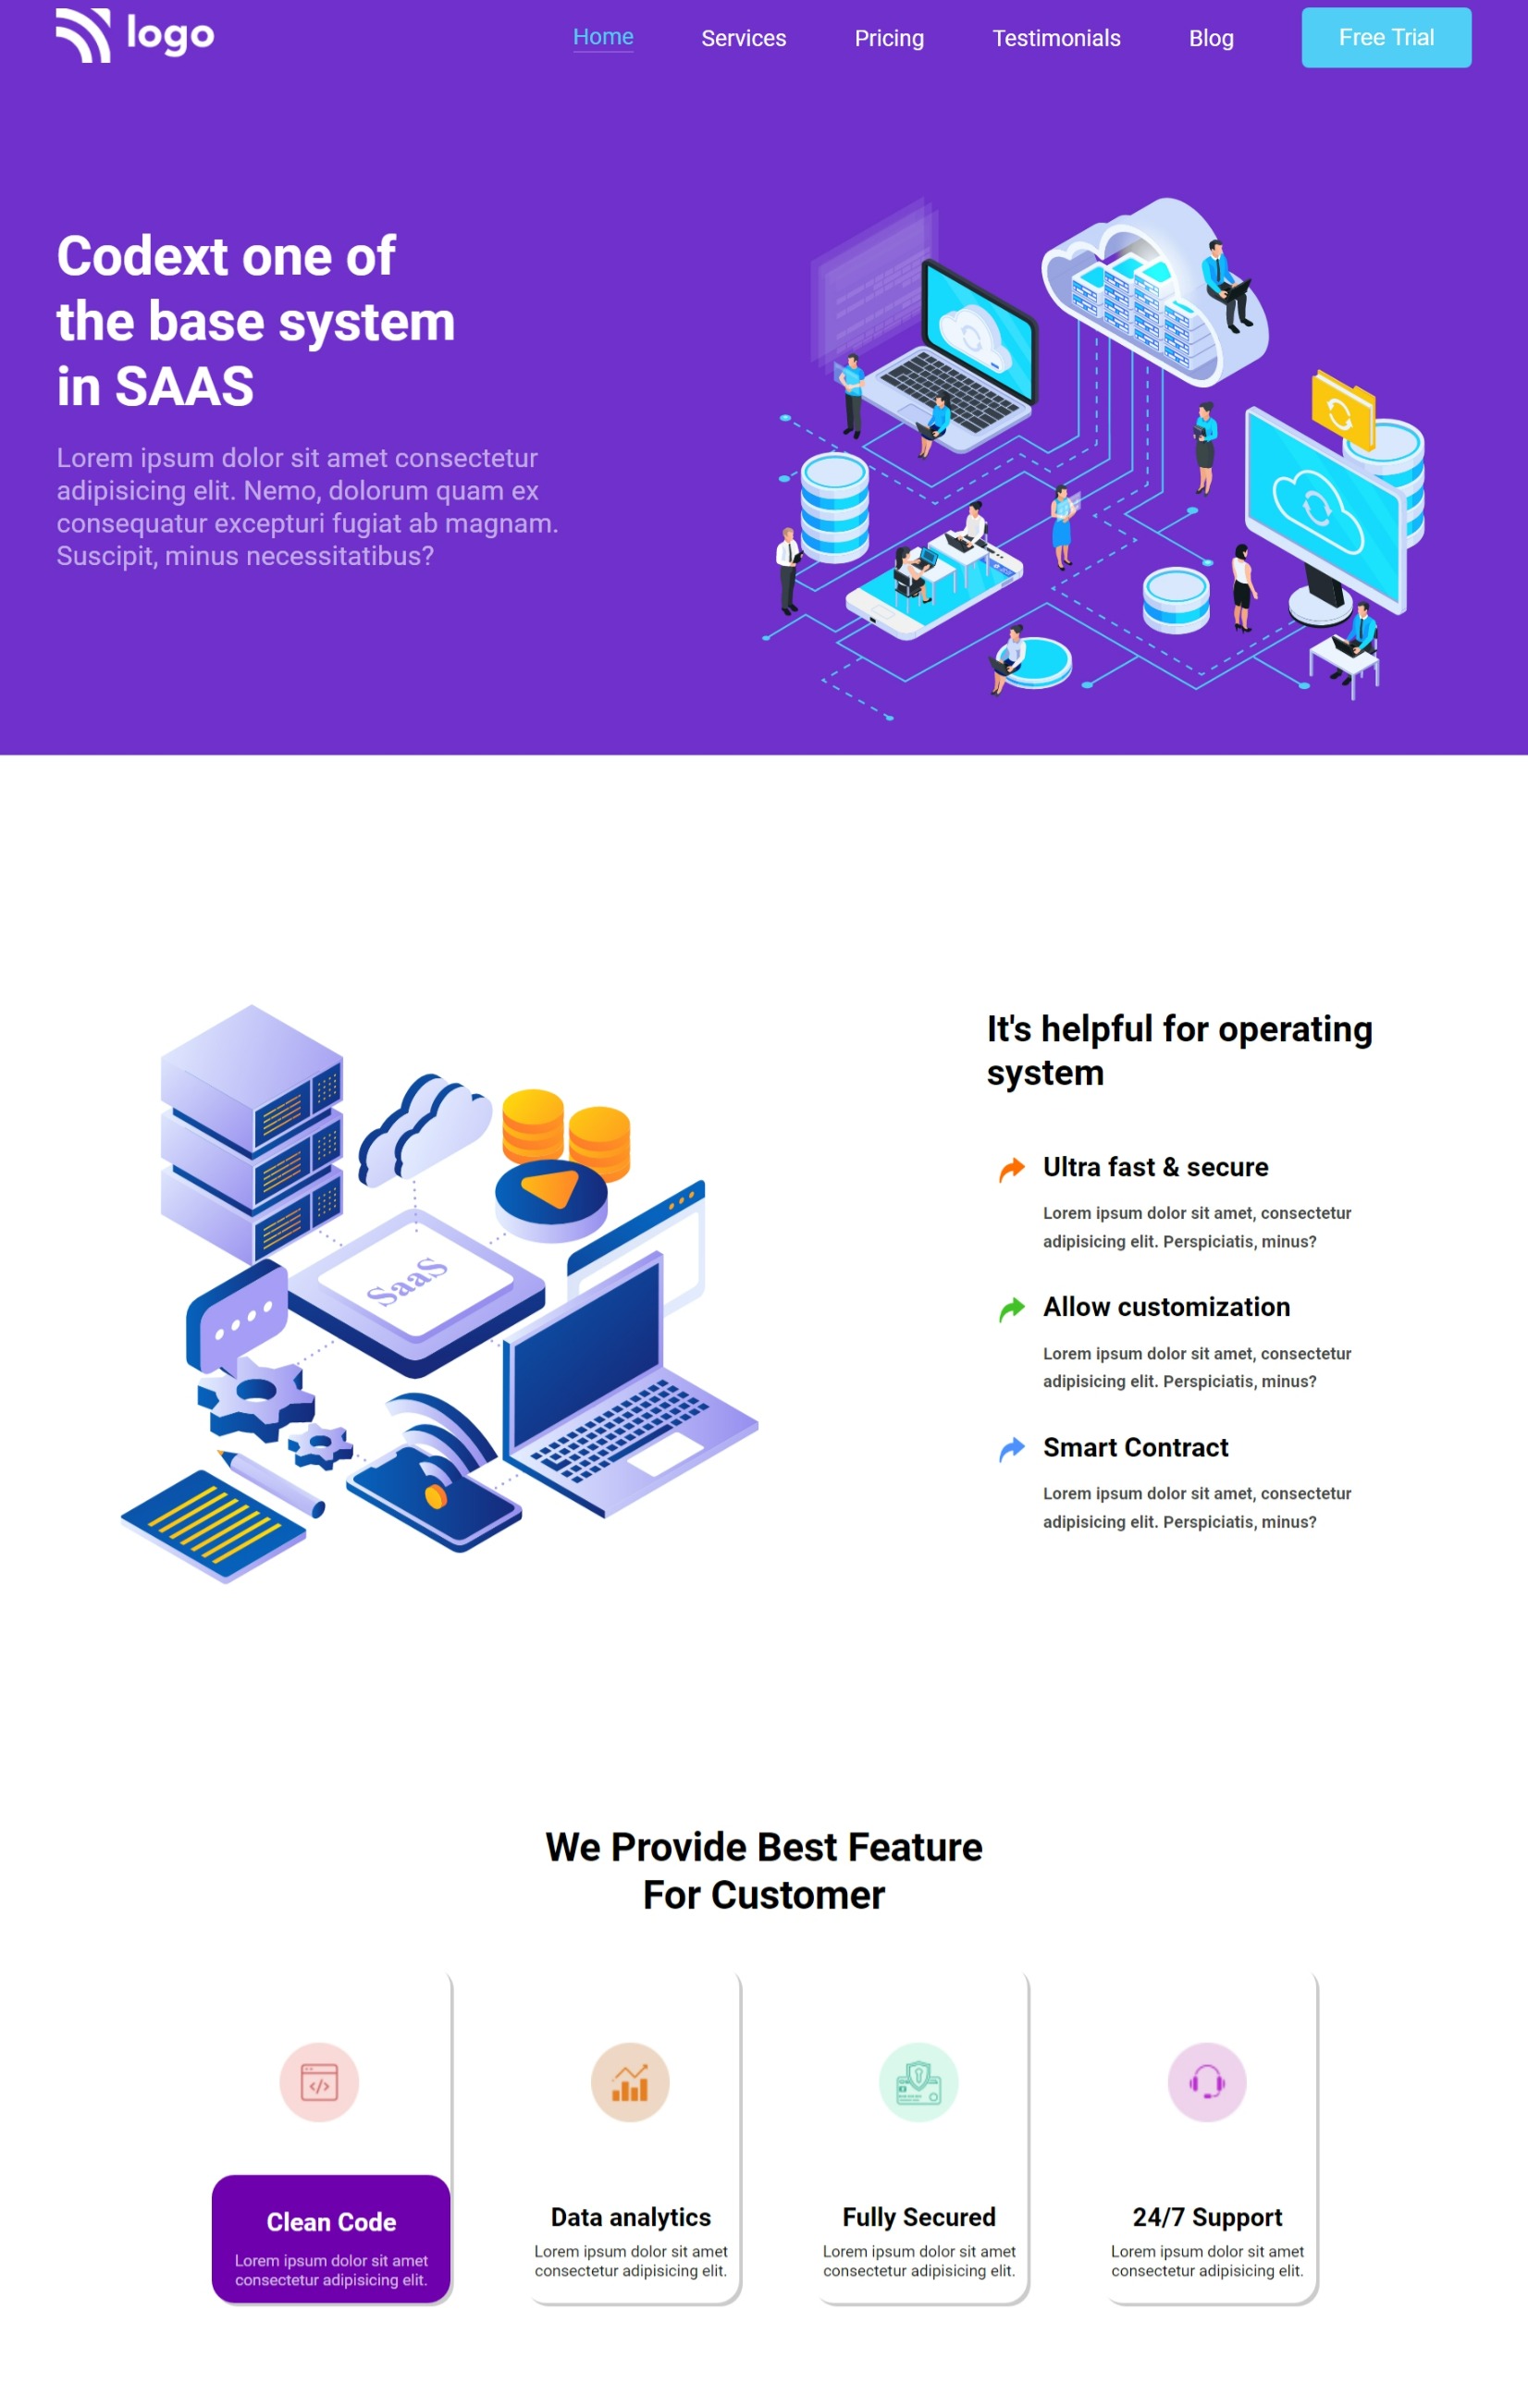 logo
Home
Services
Pricing
Testimonials
Blog
Free Trial
Codext one of
the base system
in SAAS
Lorem ipsum dolor sit amet consectetur
adipisicing elit. Nemo, dolorum quam ex
consequatur excepturi fugiat ab magnam.
Suscipit, minus necessitatibus?
SaaS
It's helpful for operating
system
Ultra fast & secure
Lorem ipsum dolor sit amet, consectetur
adipisicing elit. Perspiciatis, minus?
Allow customization
Lorem ipsum dolor sit amet, consectetur
adipisicing elit. Perspiciatis, minus?
Smart Contract
Lorem ipsum dolor sit amet, consectetur
adipisicing elit. Perspiciatis, minus?
We Provide Best Feature
For Customer
Clean Code
Lorem ipsum dolor sit amet
consectetur adipisicing elit.
Data analytics
Lorem ipsum dolor sit amet
consectetur adipisicing elit.
Fully Secured
Lorem ipsum dolor sit amet
consectetur adipisicing elit.
24/7 Support
Lorem ipsum dolor sit amet
consectetur adipisicing elit.